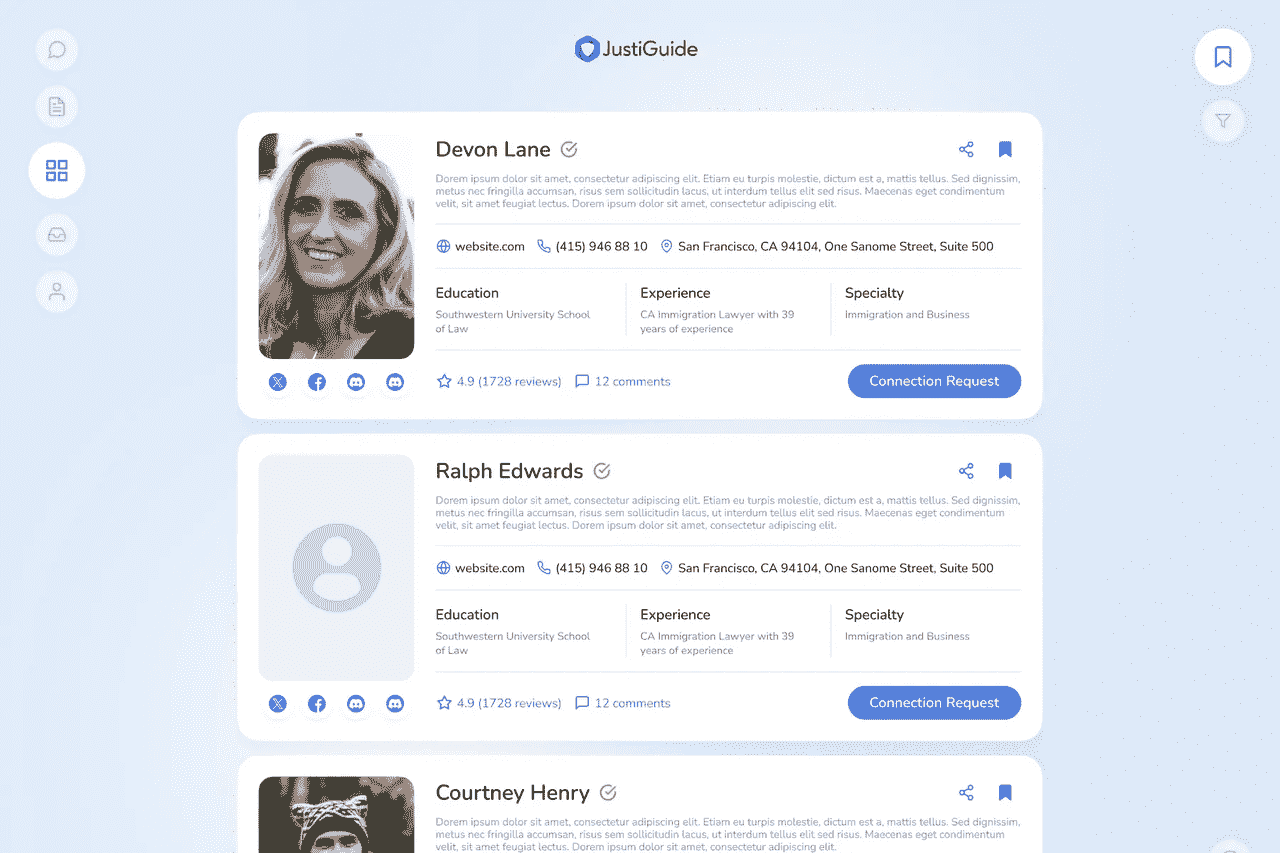 JustiGuide
Devon Lane
Dorem ipsum dolor sit amet, consectetur adipiscing elit. Etiam eu turpis molestie, dictum est a, mattis tellus. Sed dignissim,
metus nec fringilla accumsan, risus sem sollicitudin lacus, ut interdum tellus elit sed risus. Maecenas eget condimentum
velit, sit amet feugiat lectus. Dorem ipsum dolor sit amet, consectetur adipiscing elit.
website.com (415) 946 88 10 San Francisco, CA 94104, One Sanome Street, Suite 500
Education
Southwestern University School
of Law
Experience
CA Immigration Lawyer with 39
years of experience
Specialty
Immigration and Business
4.9 (1728 reviews) 12 comments
Connection Request
Ralph Edwards
Dorem ipsum dolor sit amet, consectetur adipiscing elit. Etiam eu turpis molestie, dictum est a, mattis tellus. Sed dignissim,
metus nec fringilla accumsan, risus sem sollicitudin lacus, ut interdum tellus elit sed risus. Maecenas eget condimentum
velit, sit amet feugiat lectus. Dorem ipsum dolor sit amet, consectetur adipiscing elit.
website.com (415) 946 88 10 San Francisco, CA 94104, One Sanome Street, Suite 500
Education
Southwestern University School
of Law
Experience
CA Immigration Lawyer with 39
years of experience
Specialty
Immigration and Business
4.9 (1728 reviews) 12 comments
Connection Request
Courtney Henry
Dorem ipsum dolor sit amet, consectetur adipiscing elit. Etiam eu turpis molestie, dictum est a, mattis tellus. Sed dignissim,
metus nec fringilla accumsan, risus sem sollicitudin lacus, ut interdum tellus elit sed risus. Maecenas eget condimentum
velit, sit amet feugiat lectus. Dorem ipsum dolor sit amet, consectetur adipiscing elit.